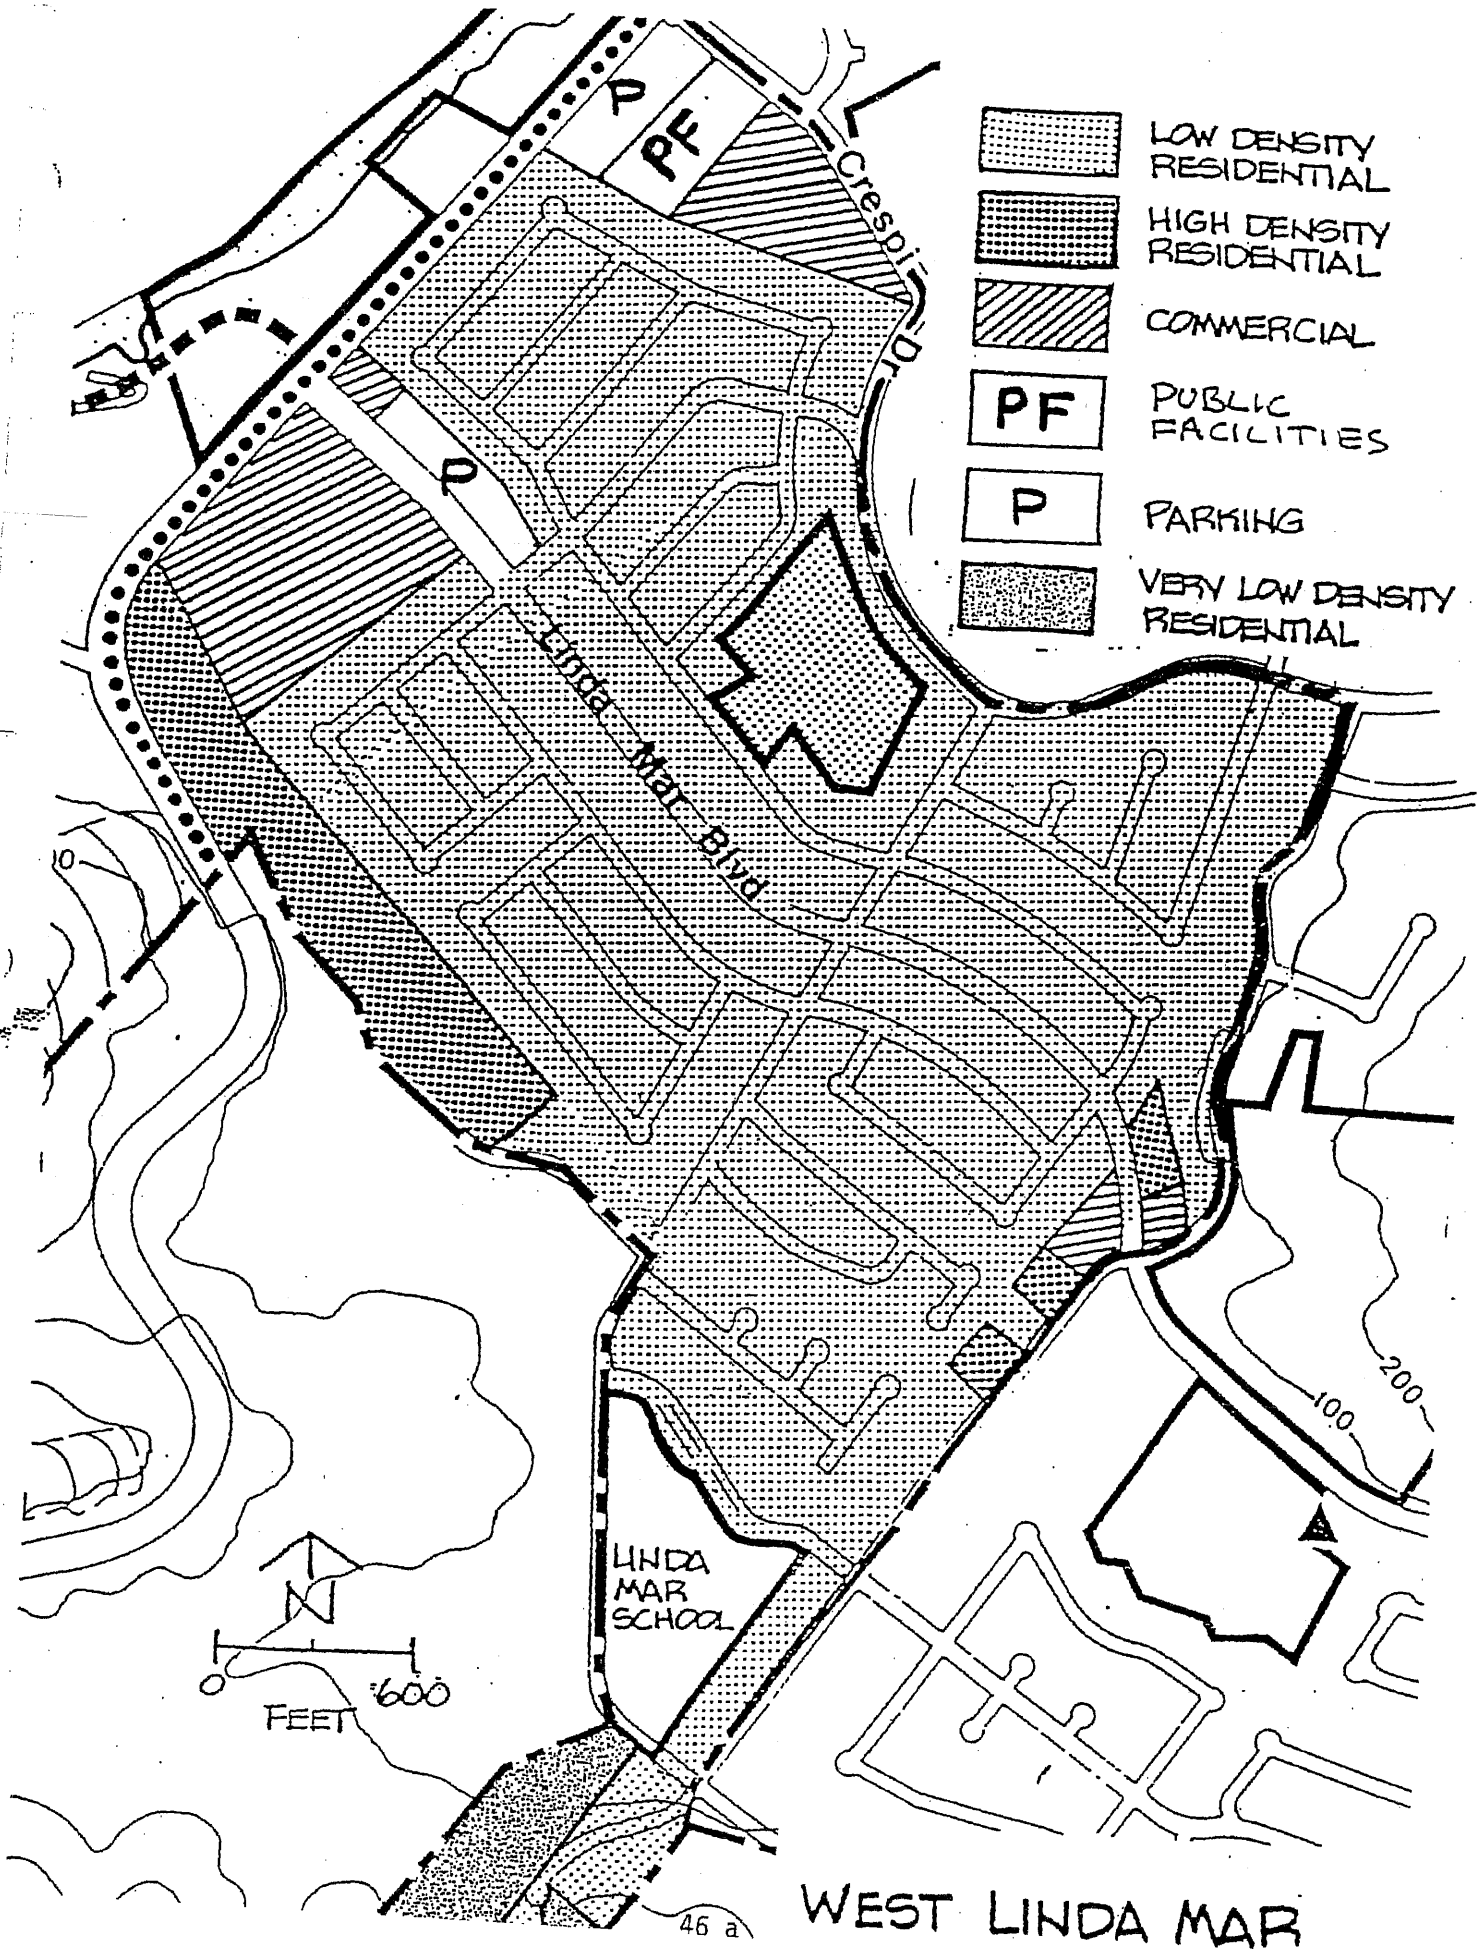 P
PF
Crespi Dr
LOW DENSITY
RESIDENTIAL
HIGH DENSITY
RESIDENTIAL
COMMERCIAL
PF
PUBLIC
FACILITIES
P
PARKING
VERY LOW DENSITY
RESIDENTIAL
P
Linda Mar Blvd
200
100
LINDA
MAR
SCHOOL
N
0
600
FEET
46 a
WEST LINDA MAR